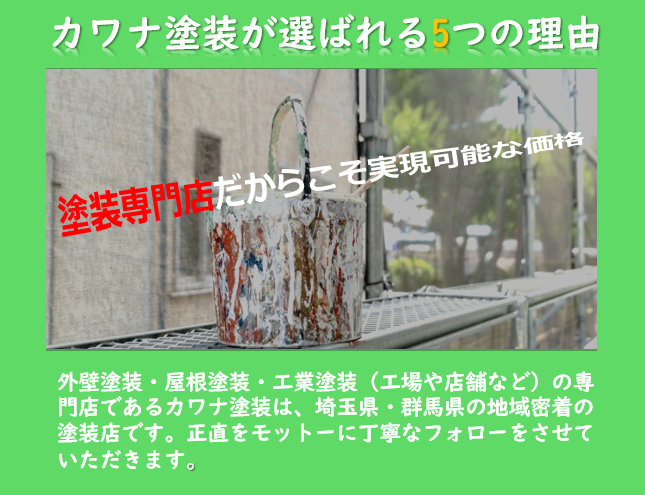 カワナ塗装が選ばれる5つの理由
塗装専門店だからこそ実現可能な価格
外壁塗装・屋根塗装・工業塗装（工場や店舗など）の専
門店であるカワナ塗装は、埼玉県・群馬県の地域密着の
塗装店です。正直をモットーに丁寧なフォローをさせて
いただきます。